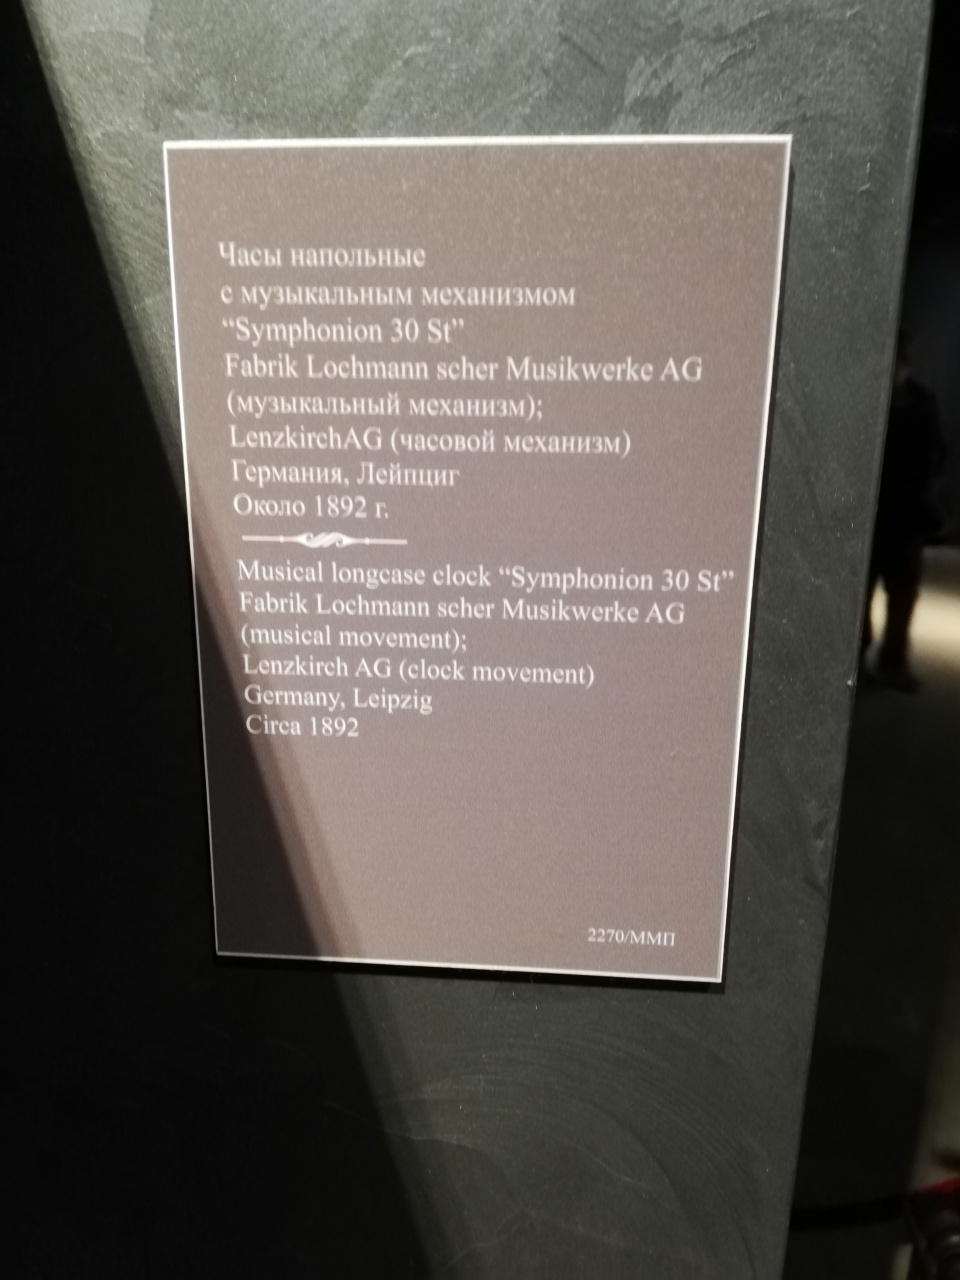 Часы напольные
с музыкальным механизмом
“Symphonion 30 St”
Fabrik Lochmann scher Musikwerke AG
(музыкальный механизм);
LenzkirchAG (часовой механизм)
Германия, Лейпциг
Около 1892 г.
Musical longcase clock “Symphonion 30 St”
Fabrik Lochmann scher Musikwerke AG
(musical movement);
Lenzkirch AG (clock movement)
Germany, Leipzig
Circa 1892
2270/ММП